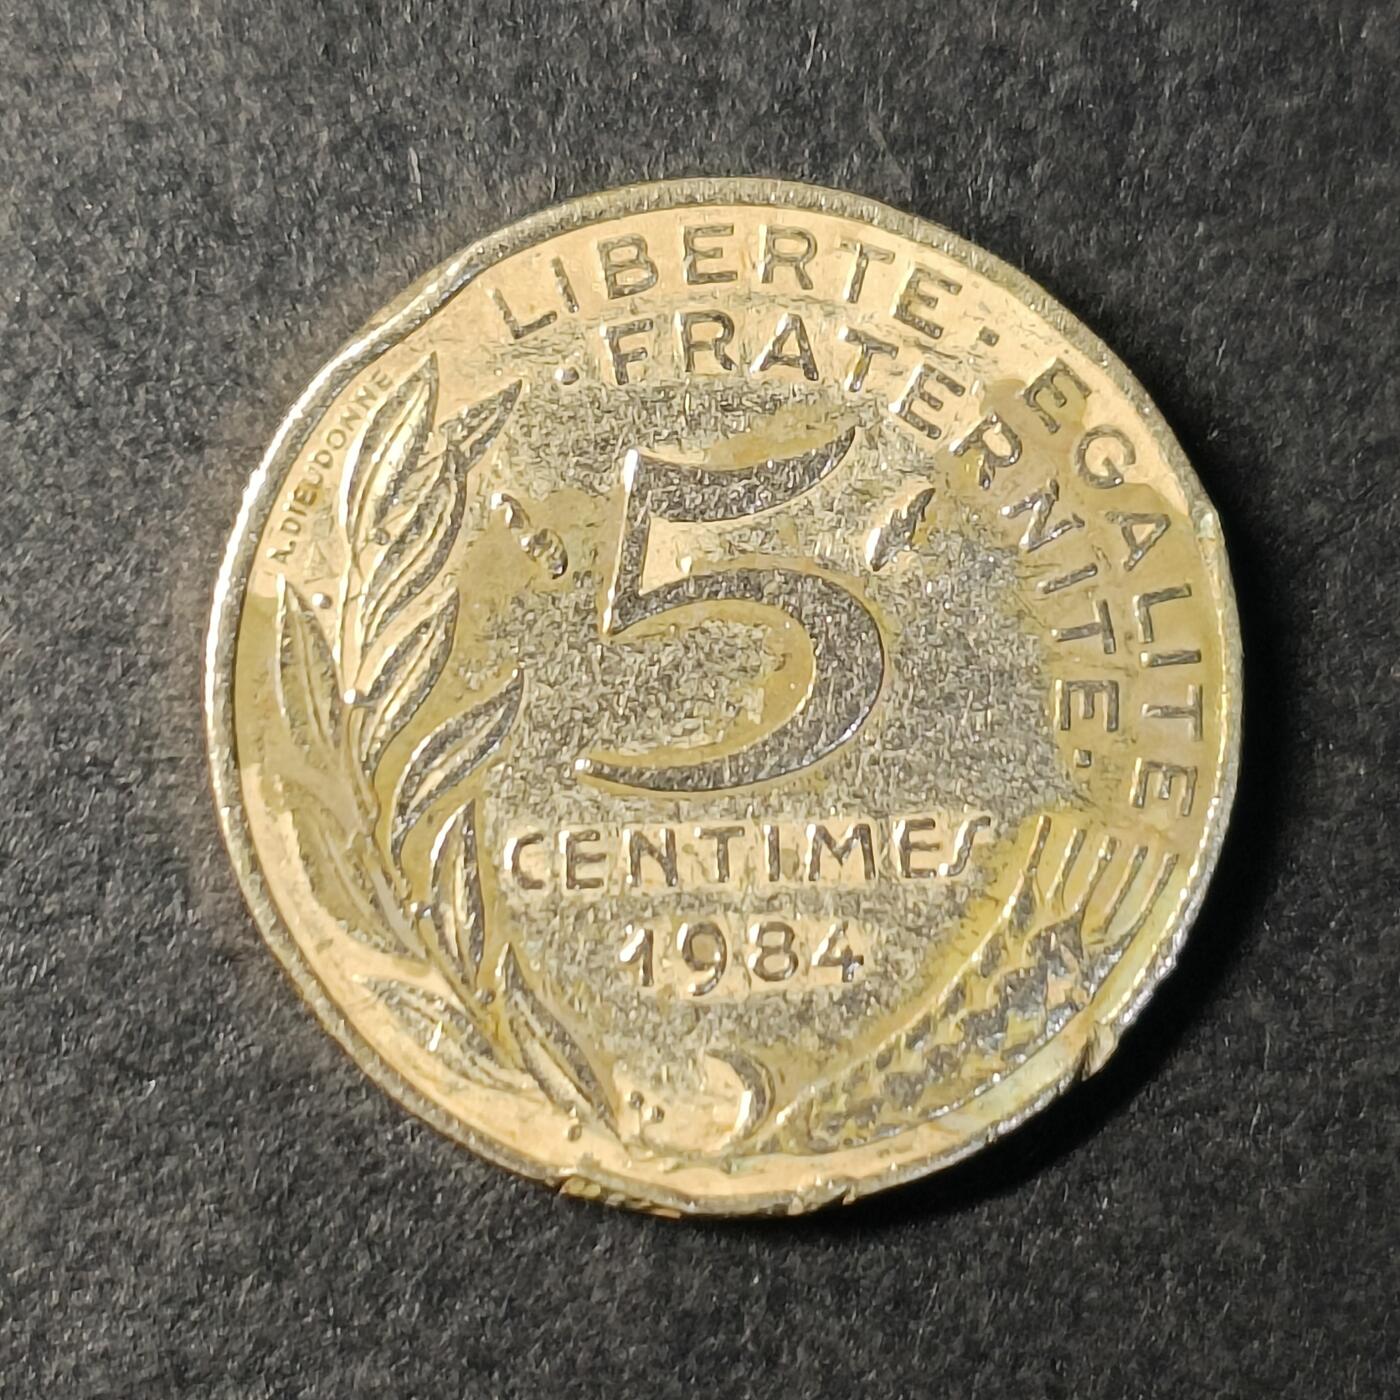 LIBERTE · EGALITE
· FRATERNITE ·
A.DIEUDONNE
5
CENTIMES
1984